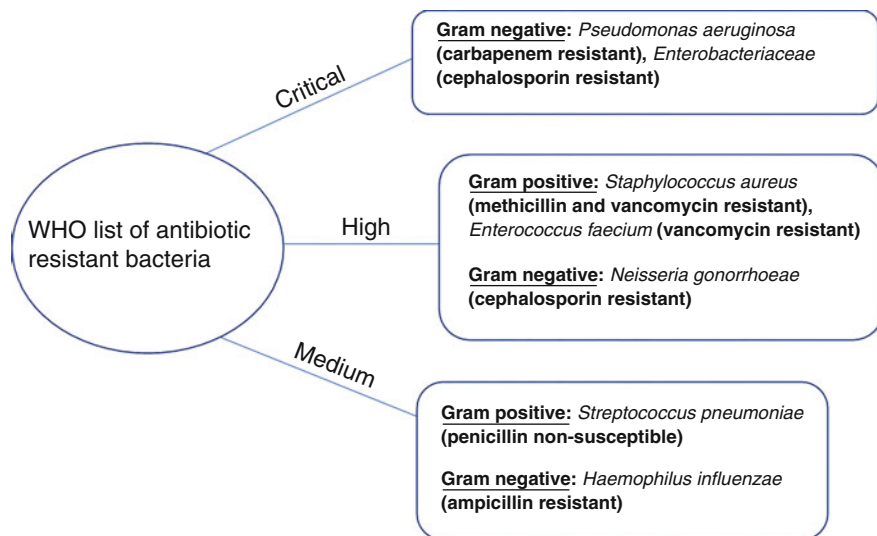 WHO list of antibiotic
resistant bacteria
Critical
Gram negative: Pseudomonas aeruginosa
(carbapenem resistant), Enterobacteriaceae
(cephalosporin resistant)
High
Gram positive: Staphylococcus aureus
(methicillin and vancomycin resistant),
Enterococcus faecium (vancomycin resistant)
Gram negative: Neisseria gonorrhoeae
(cephalosporin resistant)
Medium
Gram positive: Streptococcus pneumoniae
(penicillin non-susceptible)
Gram negative: Haemophilus influenzae
(ampicillin resistant)